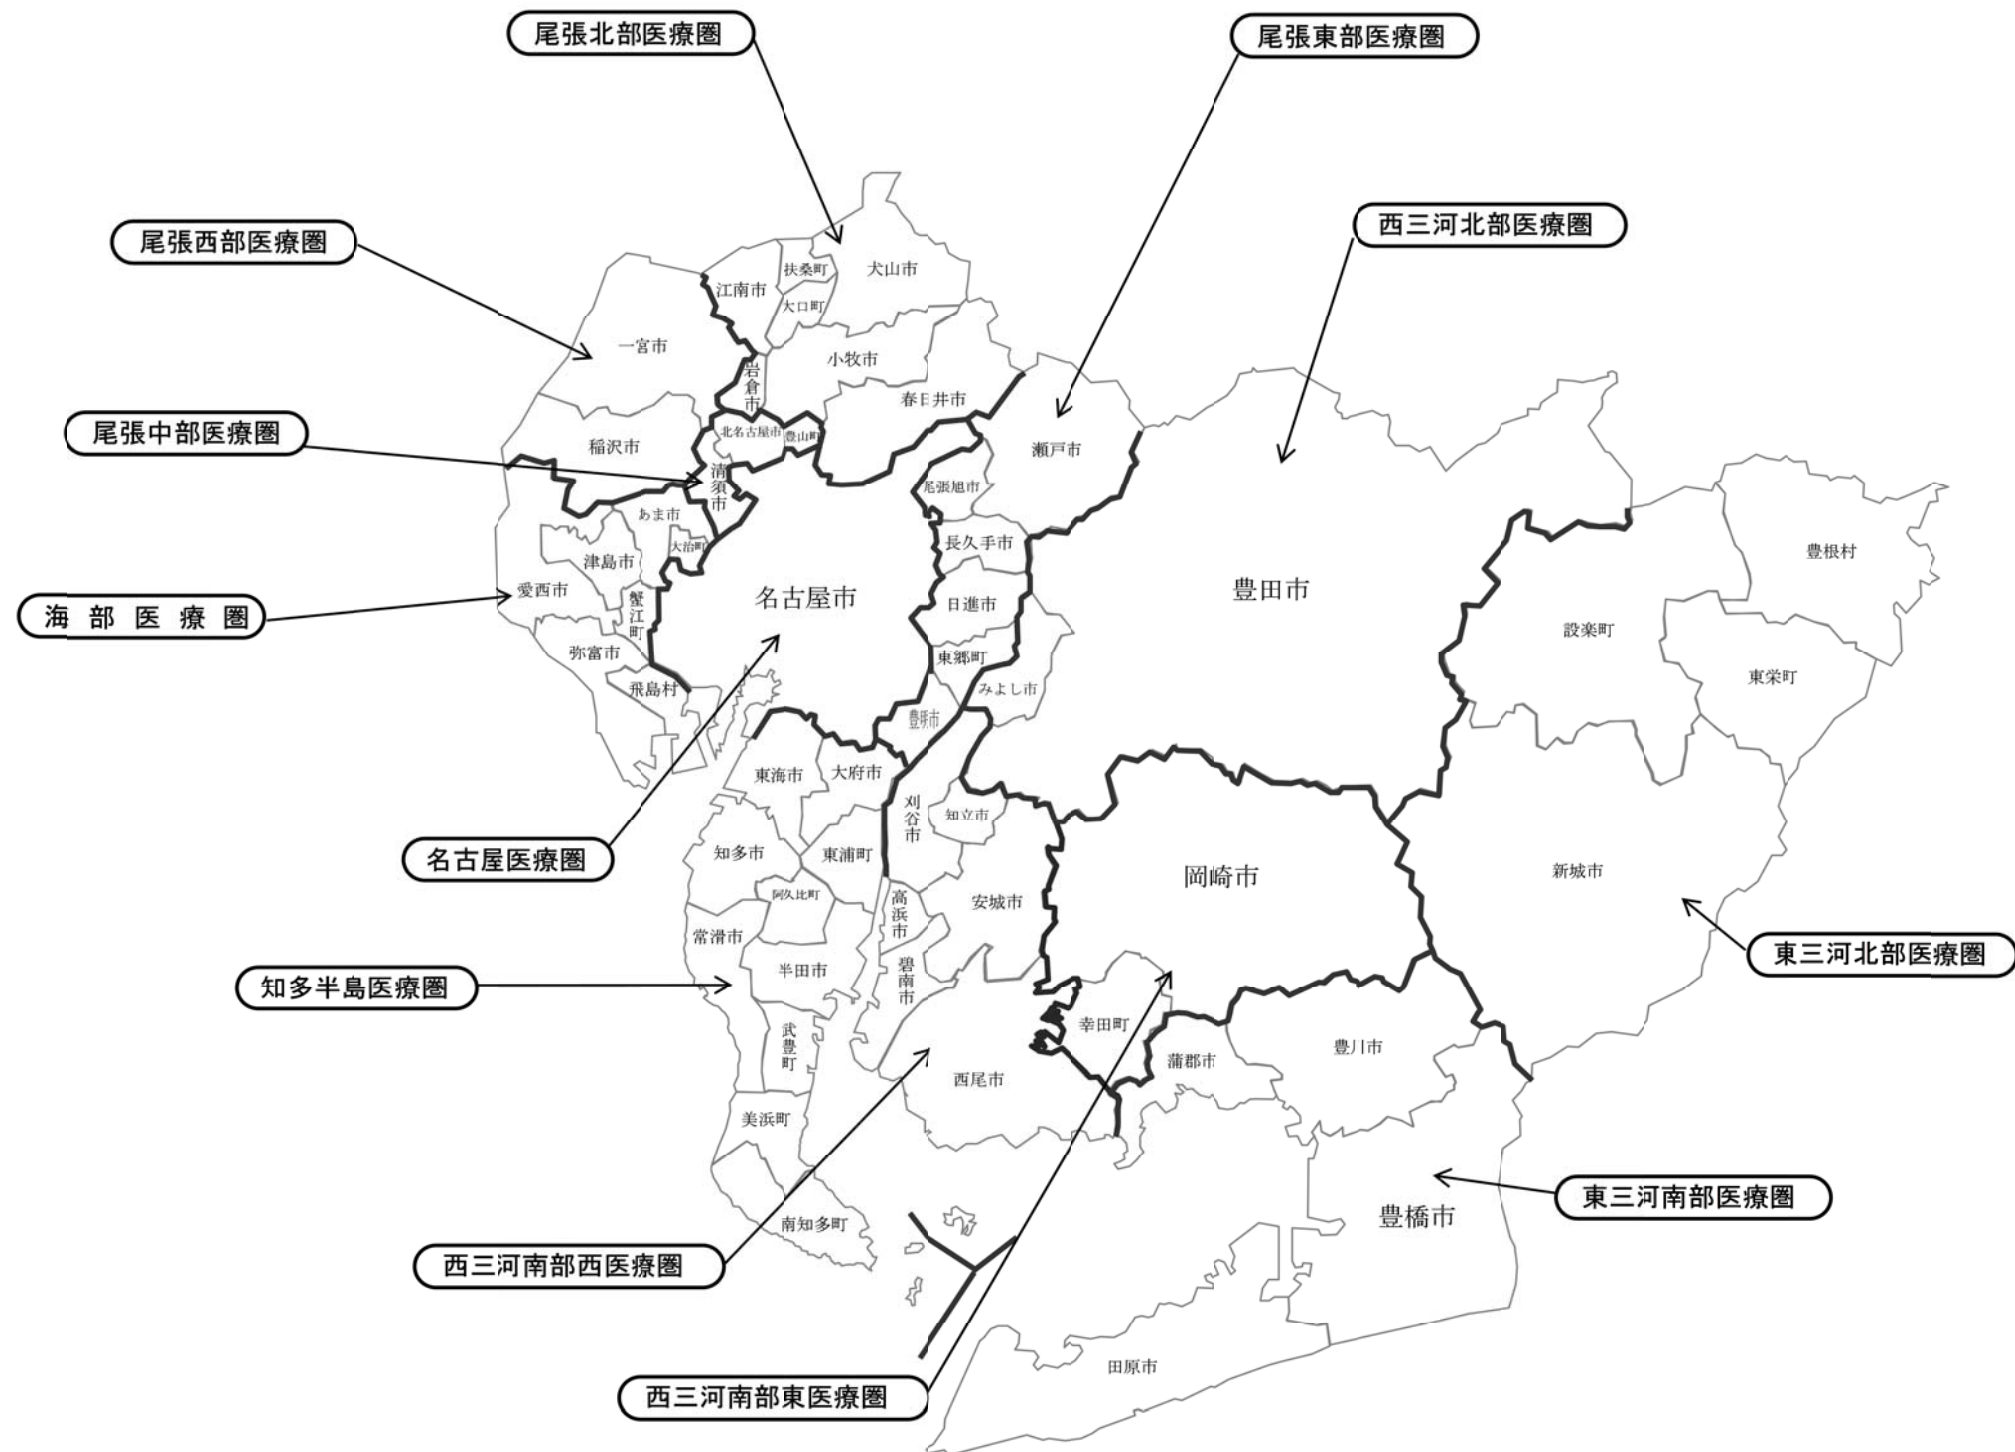 尾張北部医療圏
尾張東部医療圏
尾張西部医療圏
西三河北部医療圏
尾張中部医療圏
海部医療圏
名古屋医療圏
知多半島医療圏
東三河北部医療圏
東三河南部医療圏
西三河南部西医療圏
西三河南部東医療圏
犬山市
扶桑町
江南市
大口町
一宮市
小牧市
岩倉市
春日井市
稲沢市
北名古屋市
豊山町
清須市
瀬戸市
尾張旭市
あま市
大治町
長久手市
津島市
愛西市
蟹江町
名古屋市
日進市
豊田市
弥富市
飛島村
東郷町
みよし市
豊明市
豊根村
設楽町
東栄町
東海市
大府市
刈谷市
知立市
知多市
東浦町
阿久比町
高浜市
安城市
岡崎市
新城市
常滑市
半田市
碧南市
武豊町
幸田町
西尾市
蒲郡市
豊川市
美浜町
南知多町
豊橋市
田原市